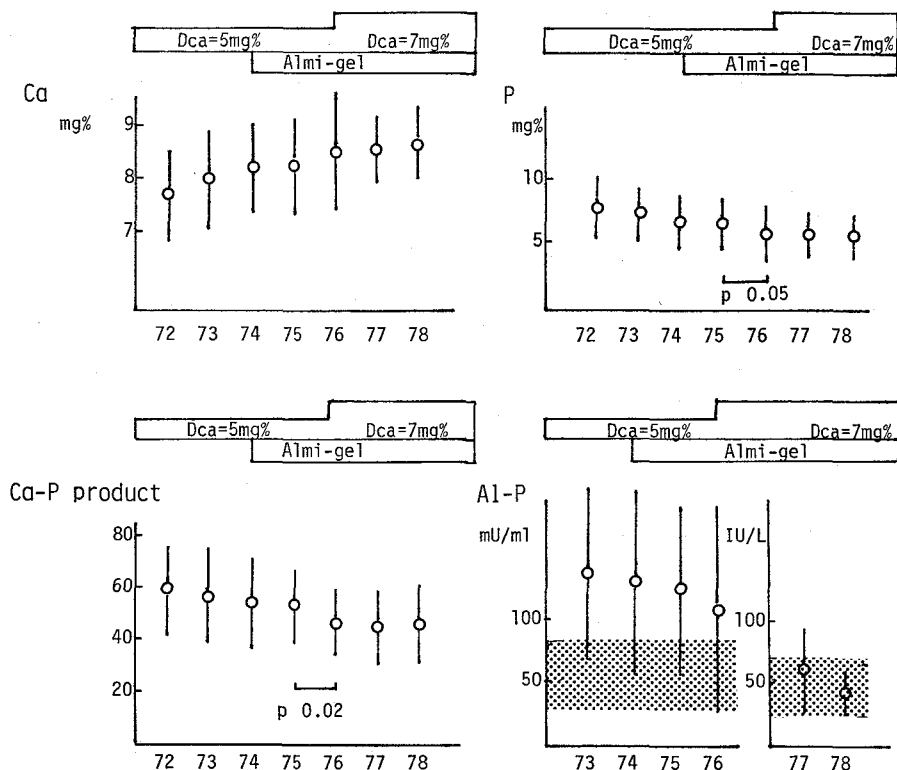 Dca=5mg%
Dca=7mg%
Almi-gel
Ca
mg%
9
8
7
72 73 74 75 76 77 78
Dca=5mg%
Dca=7mg%
Almi-gel
P
mg%
10
5
p 0.05
72 73 74 75 76 77 78
Dca=5mg%
Dca=7mg%
Almi-gel
Ca-P product
80
60
40
20
p 0.02
72 73 74 75 76 77 78
Dca=5mg%
Dca=7mg%
Almi-gel
Al-P
mU/ml
100
50
73 74 75 76
IU/L
100
50
77 78